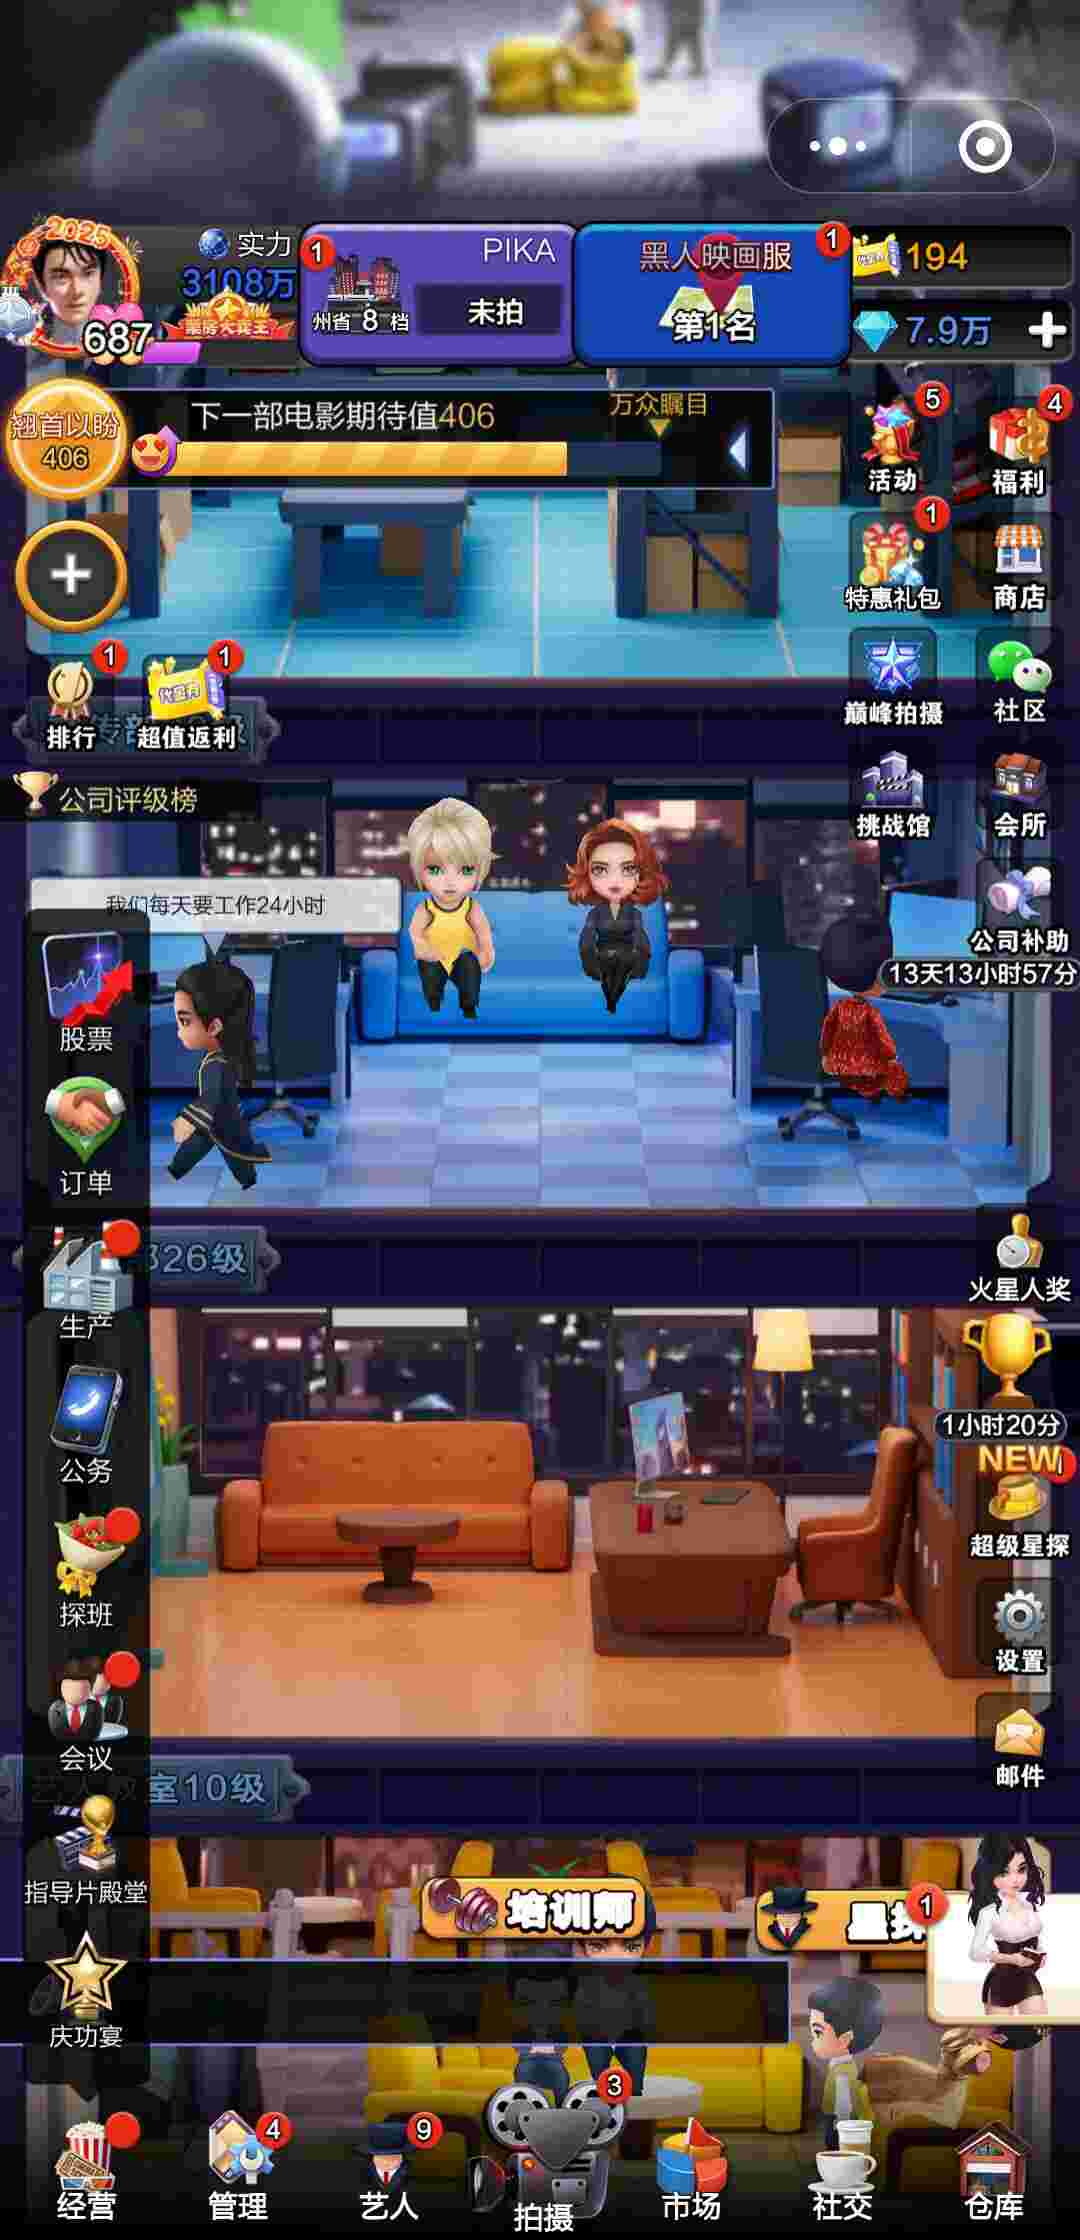 2025
实力
3108万
687
1
PIKA
州省 8 档
未拍
黑人映画服
1
第1名
代金券
194
7.9万
翘首以盼
406
下一部电影期待值406
万众瞩目
5
活动
4
福利
1
特惠礼包
商店
1
排行
1
代金券
超值返利
巅峰拍摄
社区
公司评级榜
挑战馆
会所
我们每天要工作24小时
公司补助
13天13小时57分
股票
订单
26级
生产
火星人奖
公务
1小时20分
NEW
超级星探
探班
设置
会议
邮件
室10级
指导片殿堂
培训师
1
庆功宴
经营
4
管理
9
艺人
3
拍摄
市场
社交
仓库